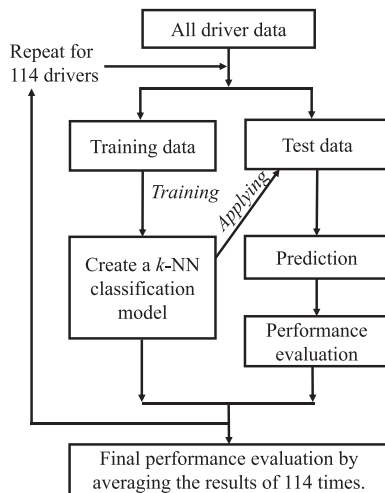 All driver data
Repeat for
114 drivers
Training data
Test data
Training
Applying
Create a k-NN
classification
model
Prediction
Performance
evaluation
Final performance evaluation by
averaging the results of 114 times.